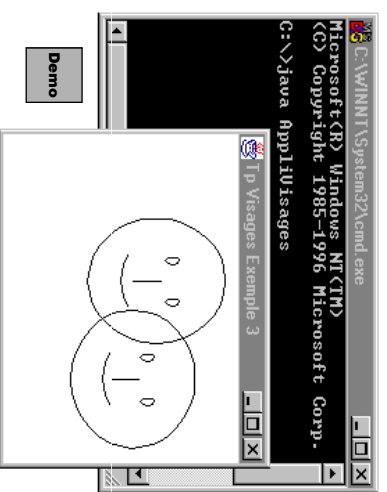 C:\WINNT\System32\cmd.exe
Microsoft(R) Windows NT(TM)
(C) Copyright 1985-1996 Microsoft Corp.
C:\>java AppliVisages
Tp Visages Exemple 3
Demo